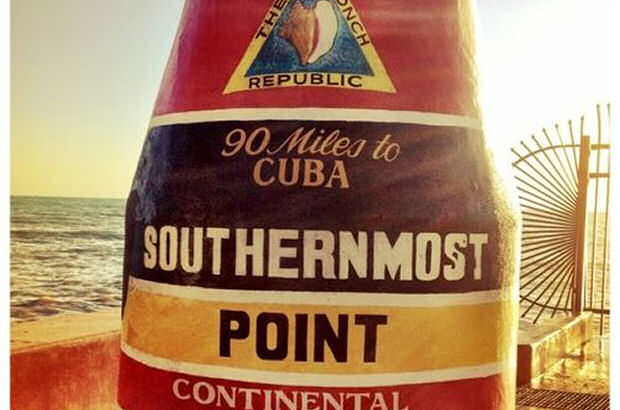 THE CONCH
REPUBLIC
90 Miles to
CUBA
SOUTHERNMOST
POINT
CONTINENTAL